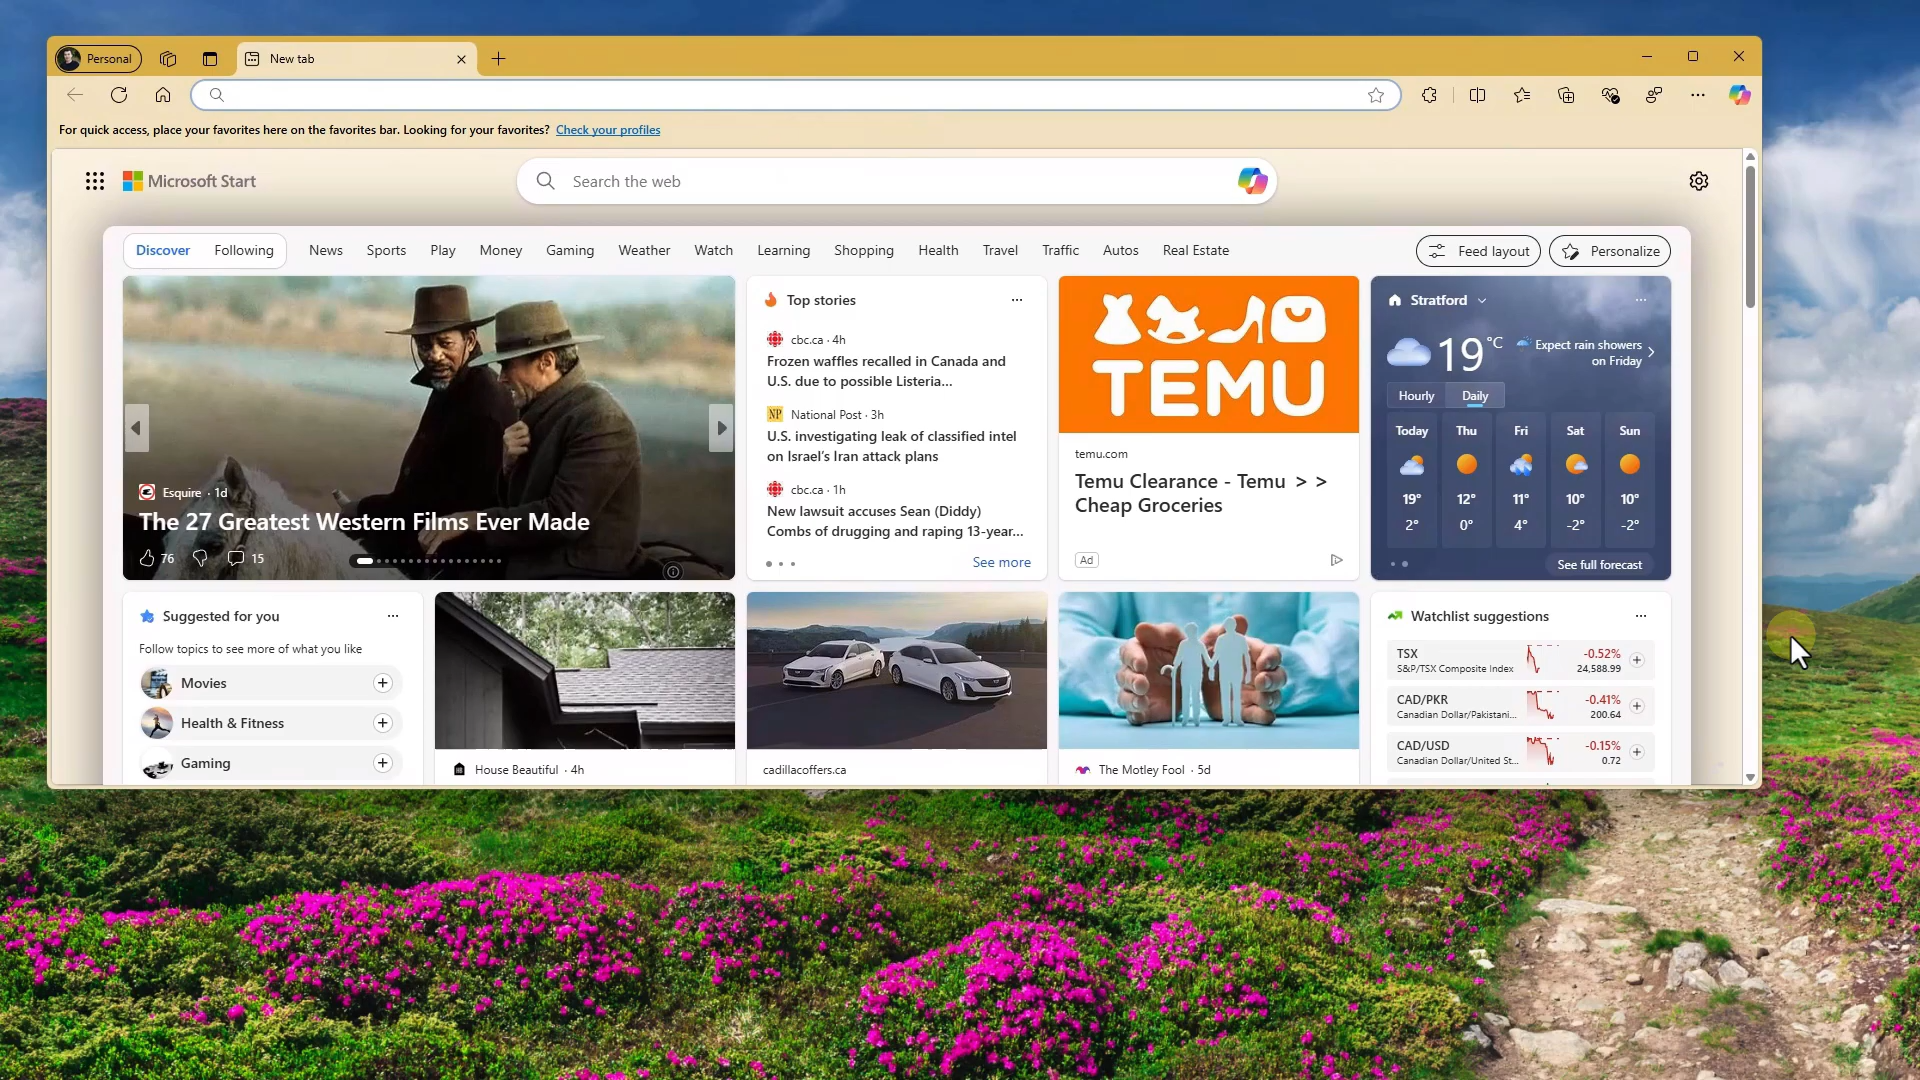 Personal
New tab
For quick access, place your favorites here on the favorites bar. Looking for your favorites? Check your profiles
Microsoft Start
Search the web
Discover Following News Sports Play Money Gaming Weather Watch Learning Shopping Health Travel Traffic Autos Real Estate Feed layout Personalize
Esquire · 1d
The 27 Greatest Western Films Ever Made
76 15
Top stories
cbc.ca · 4h
Frozen waffles recalled in Canada and
U.S. due to possible Listeria...
NP National Post · 3h
U.S. investigating leak of classified intel
on Israel's Iran attack plans
cbc.ca · 1h
New lawsuit accuses Sean (Diddy)
Combs of drugging and raping 13-year...
See more
TEMU
temu.com
Temu Clearance - Temu > >
Cheap Groceries
Ad
Stratford
19 °C
Expect rain showers
on Friday
Hourly Daily
Today Thu Fri Sat Sun
19° 12° 11° 10° 10°
2° 0° 4° -2° -2°
See full forecast
Suggested for you
Follow topics to see more of what you like
Movies
Health & Fitness
Gaming
House Beautiful · 4h
cadillacoffers.ca
The Motley Fool · 5d
Watchlist suggestions
TSX -0.52%
S&P/TSX Composite Index 24,588.99
CAD/PKR -0.41%
Canadian Dollar/Pakistani... 200.64
CAD/USD -0.15%
Canadian Dollar/United St... 0.72